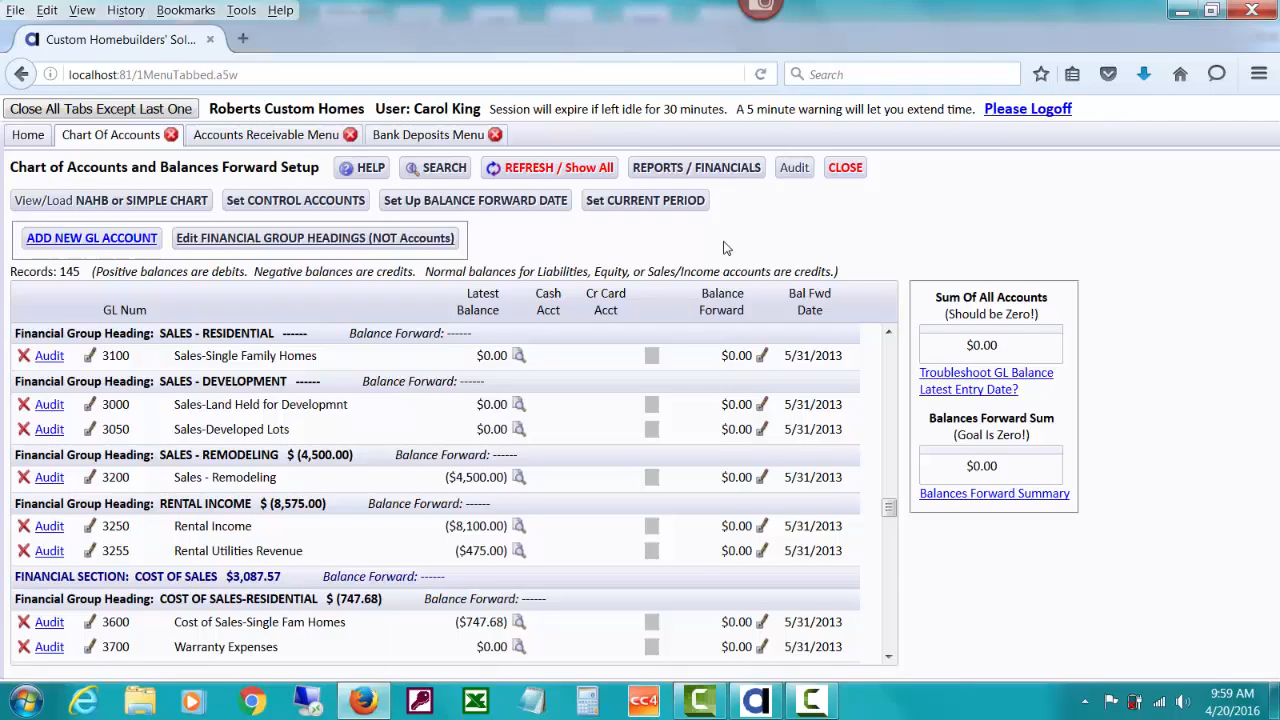 File Edit View History Bookmarks Tools Help
Custom Homebuilders' Sol...
localhost:81/1MenuTabbed.a5w Search
Close All Tabs Except Last One Roberts Custom Homes User: Carol King Session will expire if left idle for 30 minutes. A 5 minute warning will let you extend time. Please Logoff
Home Chart Of Accounts Accounts Receivable Menu Bank Deposits Menu
Chart of Accounts and Balances Forward Setup HELP SEARCH REFRESH / Show All REPORTS / FINANCIALS Audit CLOSE
View/Load NAHB or SIMPLE CHART Set CONTROL ACCOUNTS Set Up BALANCE FORWARD DATE Set CURRENT PERIOD
ADD NEW GL ACCOUNT Edit FINANCIAL GROUP HEADINGS (NOT Accounts)
Records: 145 (Positive balances are debits. Negative balances are credits. Normal balances for Liabilities, Equity, or Sales/Income accounts are credits.)
GL Num Latest Balance Cash Acct Cr Card Acct Balance Forward Bal Fwd Date
Financial Group Heading: SALES - RESIDENTIAL ------ Balance Forward: ------
Audit 3100 Sales-Single Family Homes $0.00 $0.00 5/31/2013
Financial Group Heading: SALES - DEVELOPMENT ------ Balance Forward: ------
Audit 3000 Sales-Land Held for Developmnt $0.00 $0.00 5/31/2013
Audit 3050 Sales-Developed Lots $0.00 $0.00 5/31/2013
Financial Group Heading: SALES - REMODELING $ (4,500.00) Balance Forward: ------
Audit 3200 Sales - Remodeling ($4,500.00) $0.00 5/31/2013
Financial Group Heading: RENTAL INCOME $ (8,575.00) Balance Forward: ------
Audit 3250 Rental Income ($8,100.00) $0.00 5/31/2013
Audit 3255 Rental Utilities Revenue ($475.00) $0.00 5/31/2013
FINANCIAL SECTION: COST OF SALES $3,087.57 Balance Forward: ------
Financial Group Heading: COST OF SALES-RESIDENTIAL $ (747.68) Balance Forward: ------
Audit 3600 Cost of Sales-Single Fam Homes ($747.68) $0.00 5/31/2013
Audit 3700 Warranty Expenses $0.00 $0.00 5/31/2013
Sum Of All Accounts
(Should be Zero!)
$0.00
Troubleshoot GL Balance
Latest Entry Date?
Balances Forward Sum
(Goal Is Zero!)
$0.00
Balances Forward Summary
CC4
9:59 AM
4/20/2016